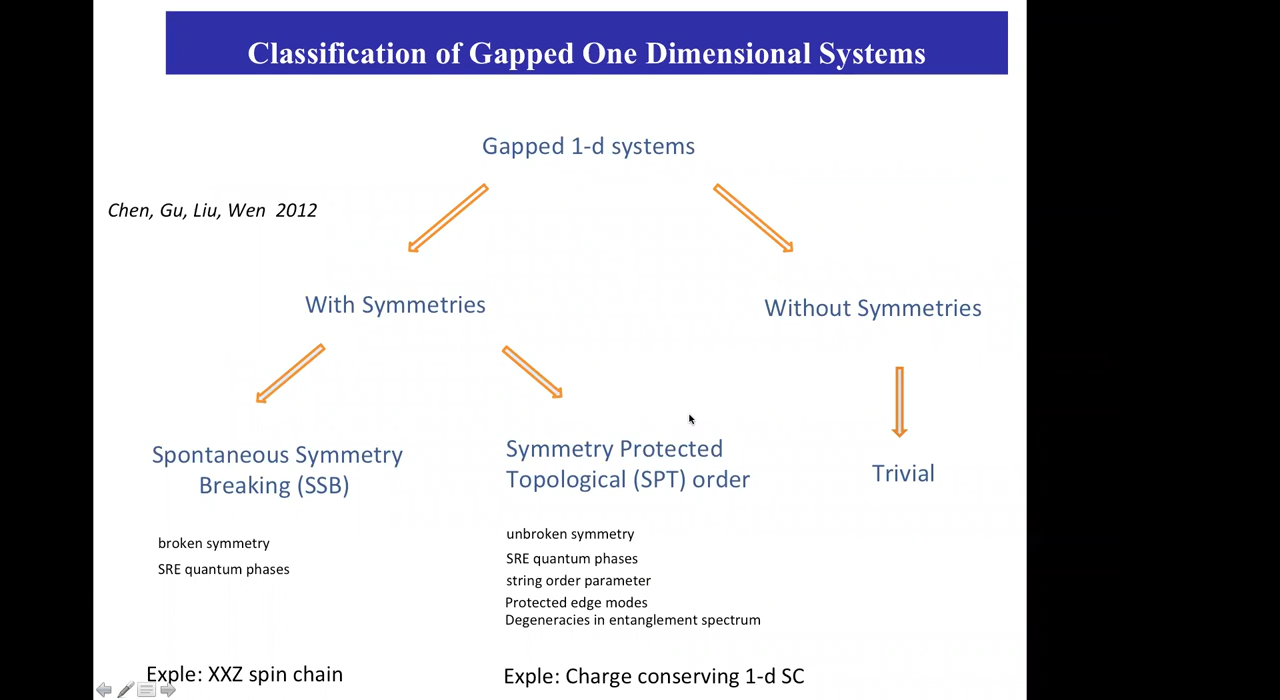 Classification of Gapped One Dimensional Systems
Gapped 1-d systems
Chen, Gu, Liu, Wen 2012
With Symmetries
Without Symmetries
Spontaneous Symmetry
Breaking (SSB)
Symmetry Protected
Topological (SPT) order
Trivial
broken symmetry
SRE quantum phases
unbroken symmetry
SRE quantum phases
string order parameter
Protected edge modes
Degeneracies in entanglement spectrum
Exple: XXZ spin chain
Exple: Charge conserving 1-d SC